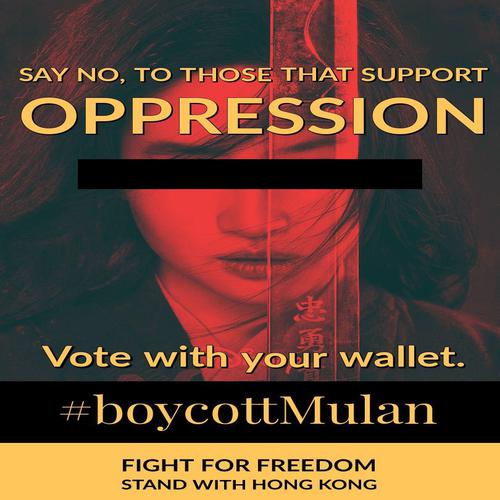 SAY NO, TO THOSE THAT SUPPORT
OPPRESSION
忠勇
Vote with your wallet.
#boycottMulan
FIGHT FOR FREEDOM
STAND WITH HONG KONG